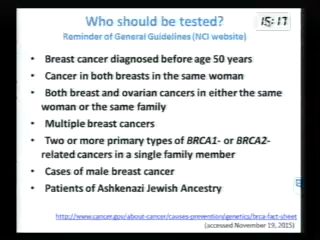 Who should be tested?
15:17
Reminder of General Guidelines (NCI website)
• Breast cancer diagnosed before age 50 years
• Cancer in both breasts in the same woman
• Both breast and ovarian cancers in either the same
woman or the same family
• Multiple breast cancers
• Two or more primary types of BRCA1- or BRCA2-
related cancers in a single family member
• Cases of male breast cancer
• Patients of Ashkenazi Jewish Ancestry
http://www.cancer.gov/about-cancer/causes-prevention/genetics/brca-fact-sheet
(accessed November 19, 2015)